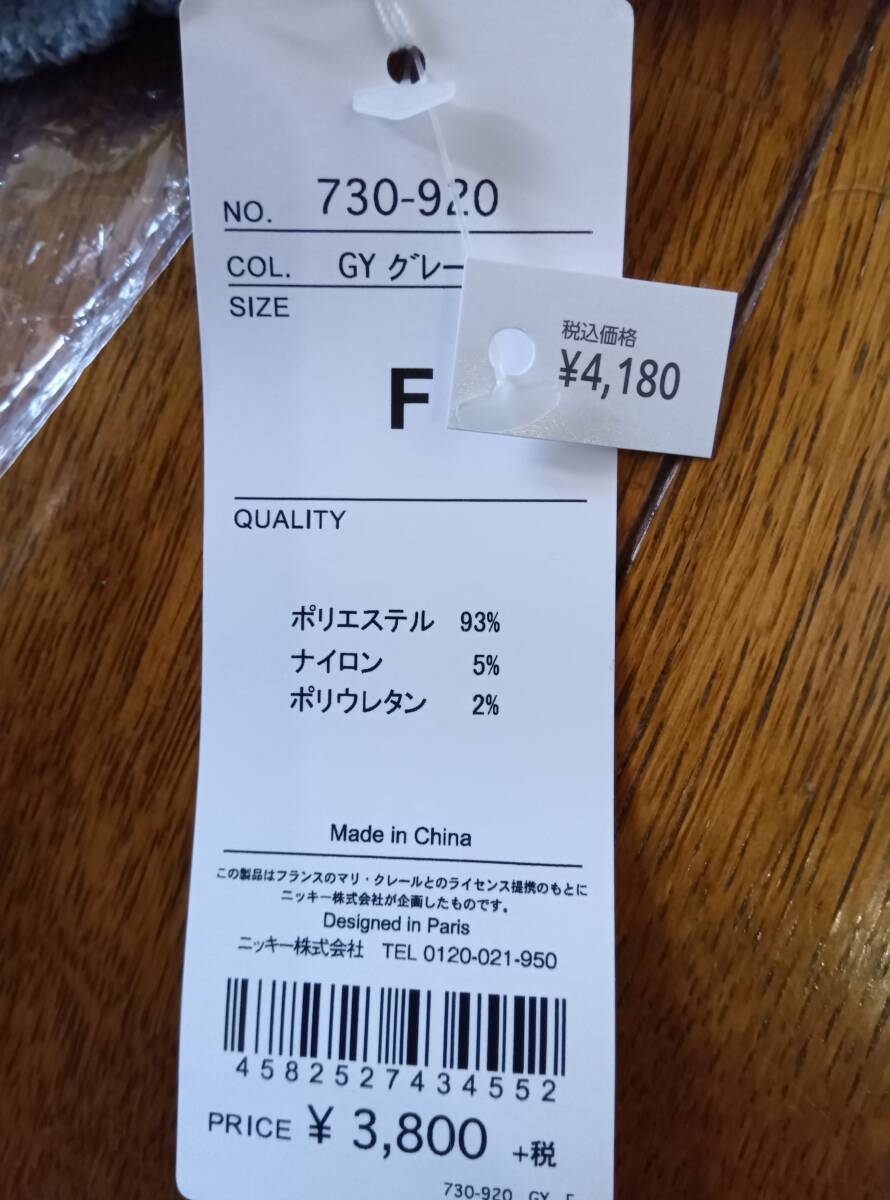 NO. 730-920
COL. GY グレー
SIZE
F
税込価格
¥4,180
QUALITY
ポリエステル 93%
ナイロン 5%
ポリウレタン 2%
Made in China
この製品はフランスのマリ・クレールとのライセンス提携のもとに
ニッキー株式会社が企画したものです。
Designed in Paris
ニッキー株式会社 TEL 0120-021-950
4582527434552
PRICE ¥ 3,800 +税
730-920 GY F